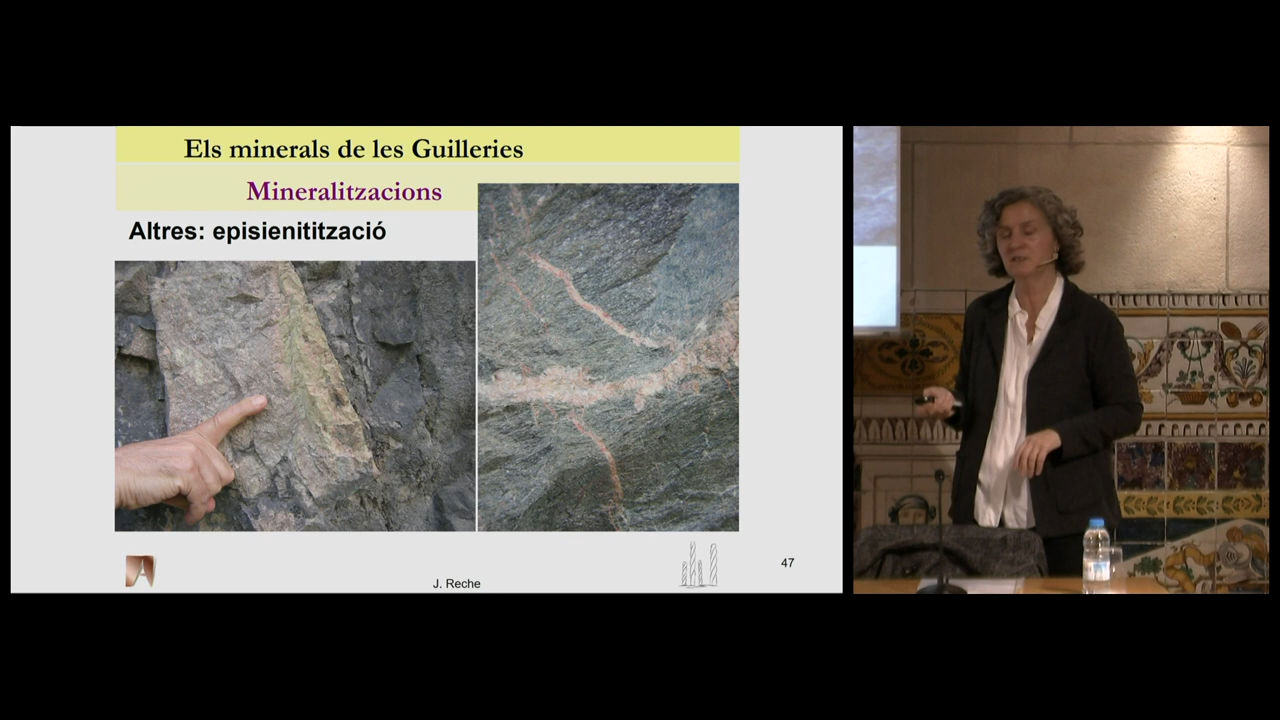 Els minerals de les Guilleries
Mineralitzacions
Altres: episienitització
J. Reche
47